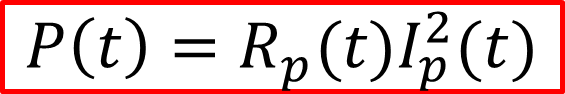 P(t) = R_p(t)I_p^2(t)